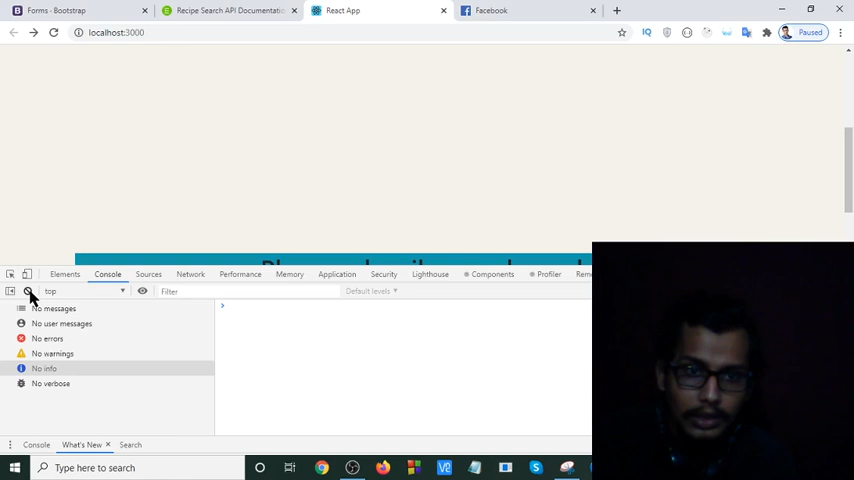 Forms - Bootstrap
Recipe Search API Documentatio
React App
Facebook
localhost:3000
IQ
Paused
Elements
Console
Sources
Network
Performance
Memory
Application
Security
Lighthouse
Components
Profiler
Rem
top
Filter
Default levels
No messages
No user messages
No errors
No warnings
No info
No verbose
Console
What's New
Search
Type here to search